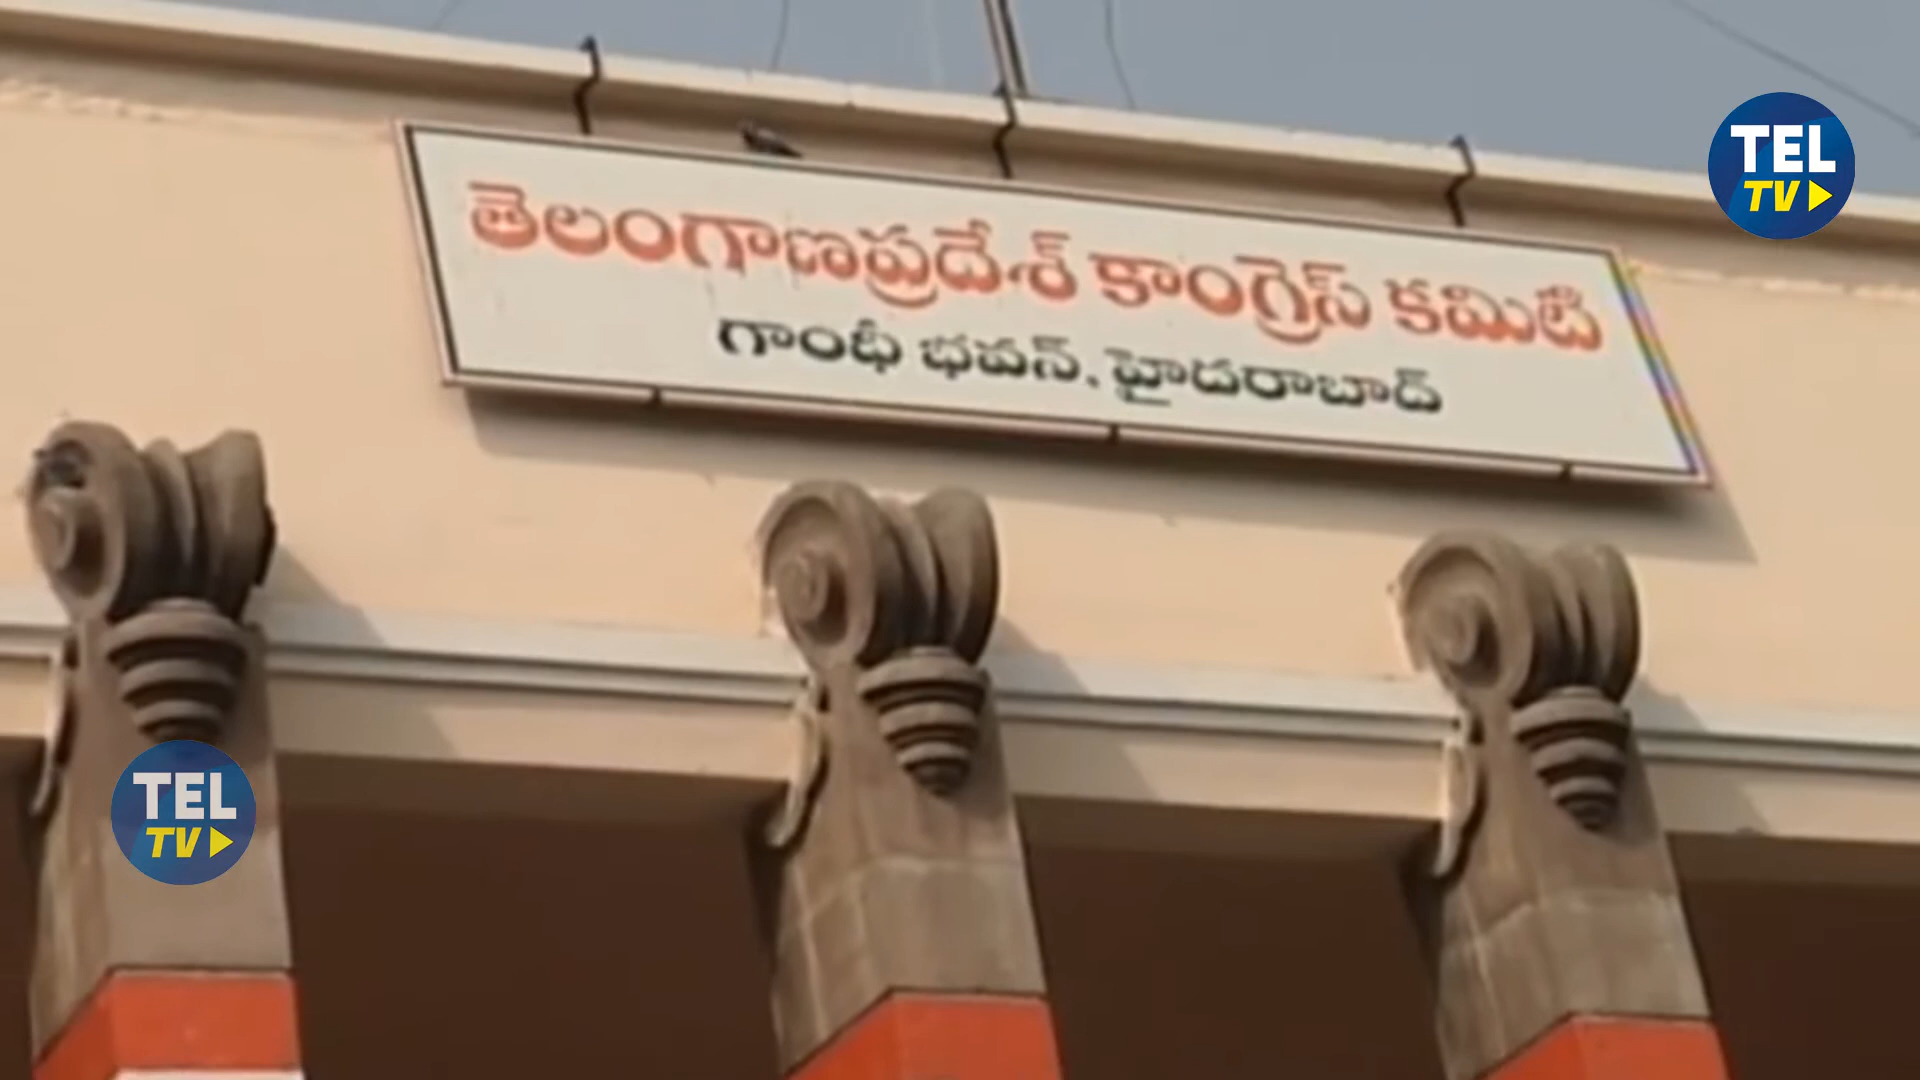 TEL
TV
తెలంగాణప్రదేశ్ కాంగ్రెస్ కమిటీ
గాంధీ భవన్, హైదరాబాద్
TEL
TV